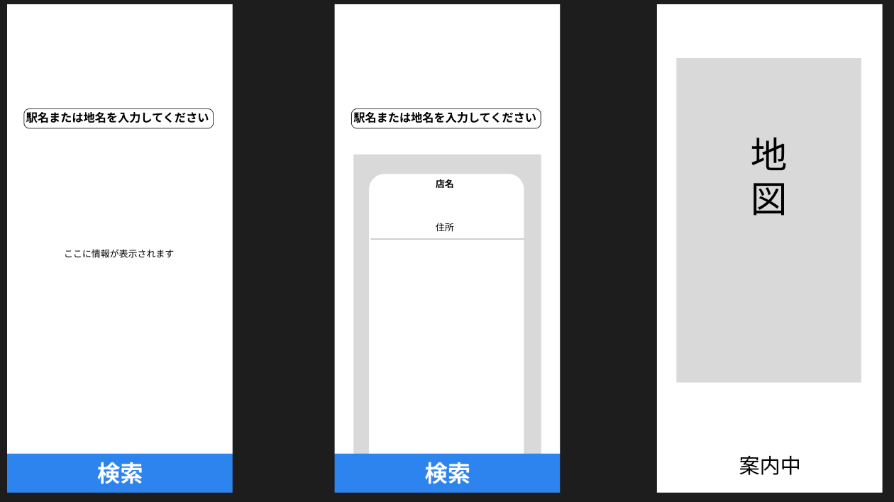 駅名または地名を入力してください
ここに情報が表示されます
検索
駅名または地名を入力してください
店名
住所
検索
地
図
案内中